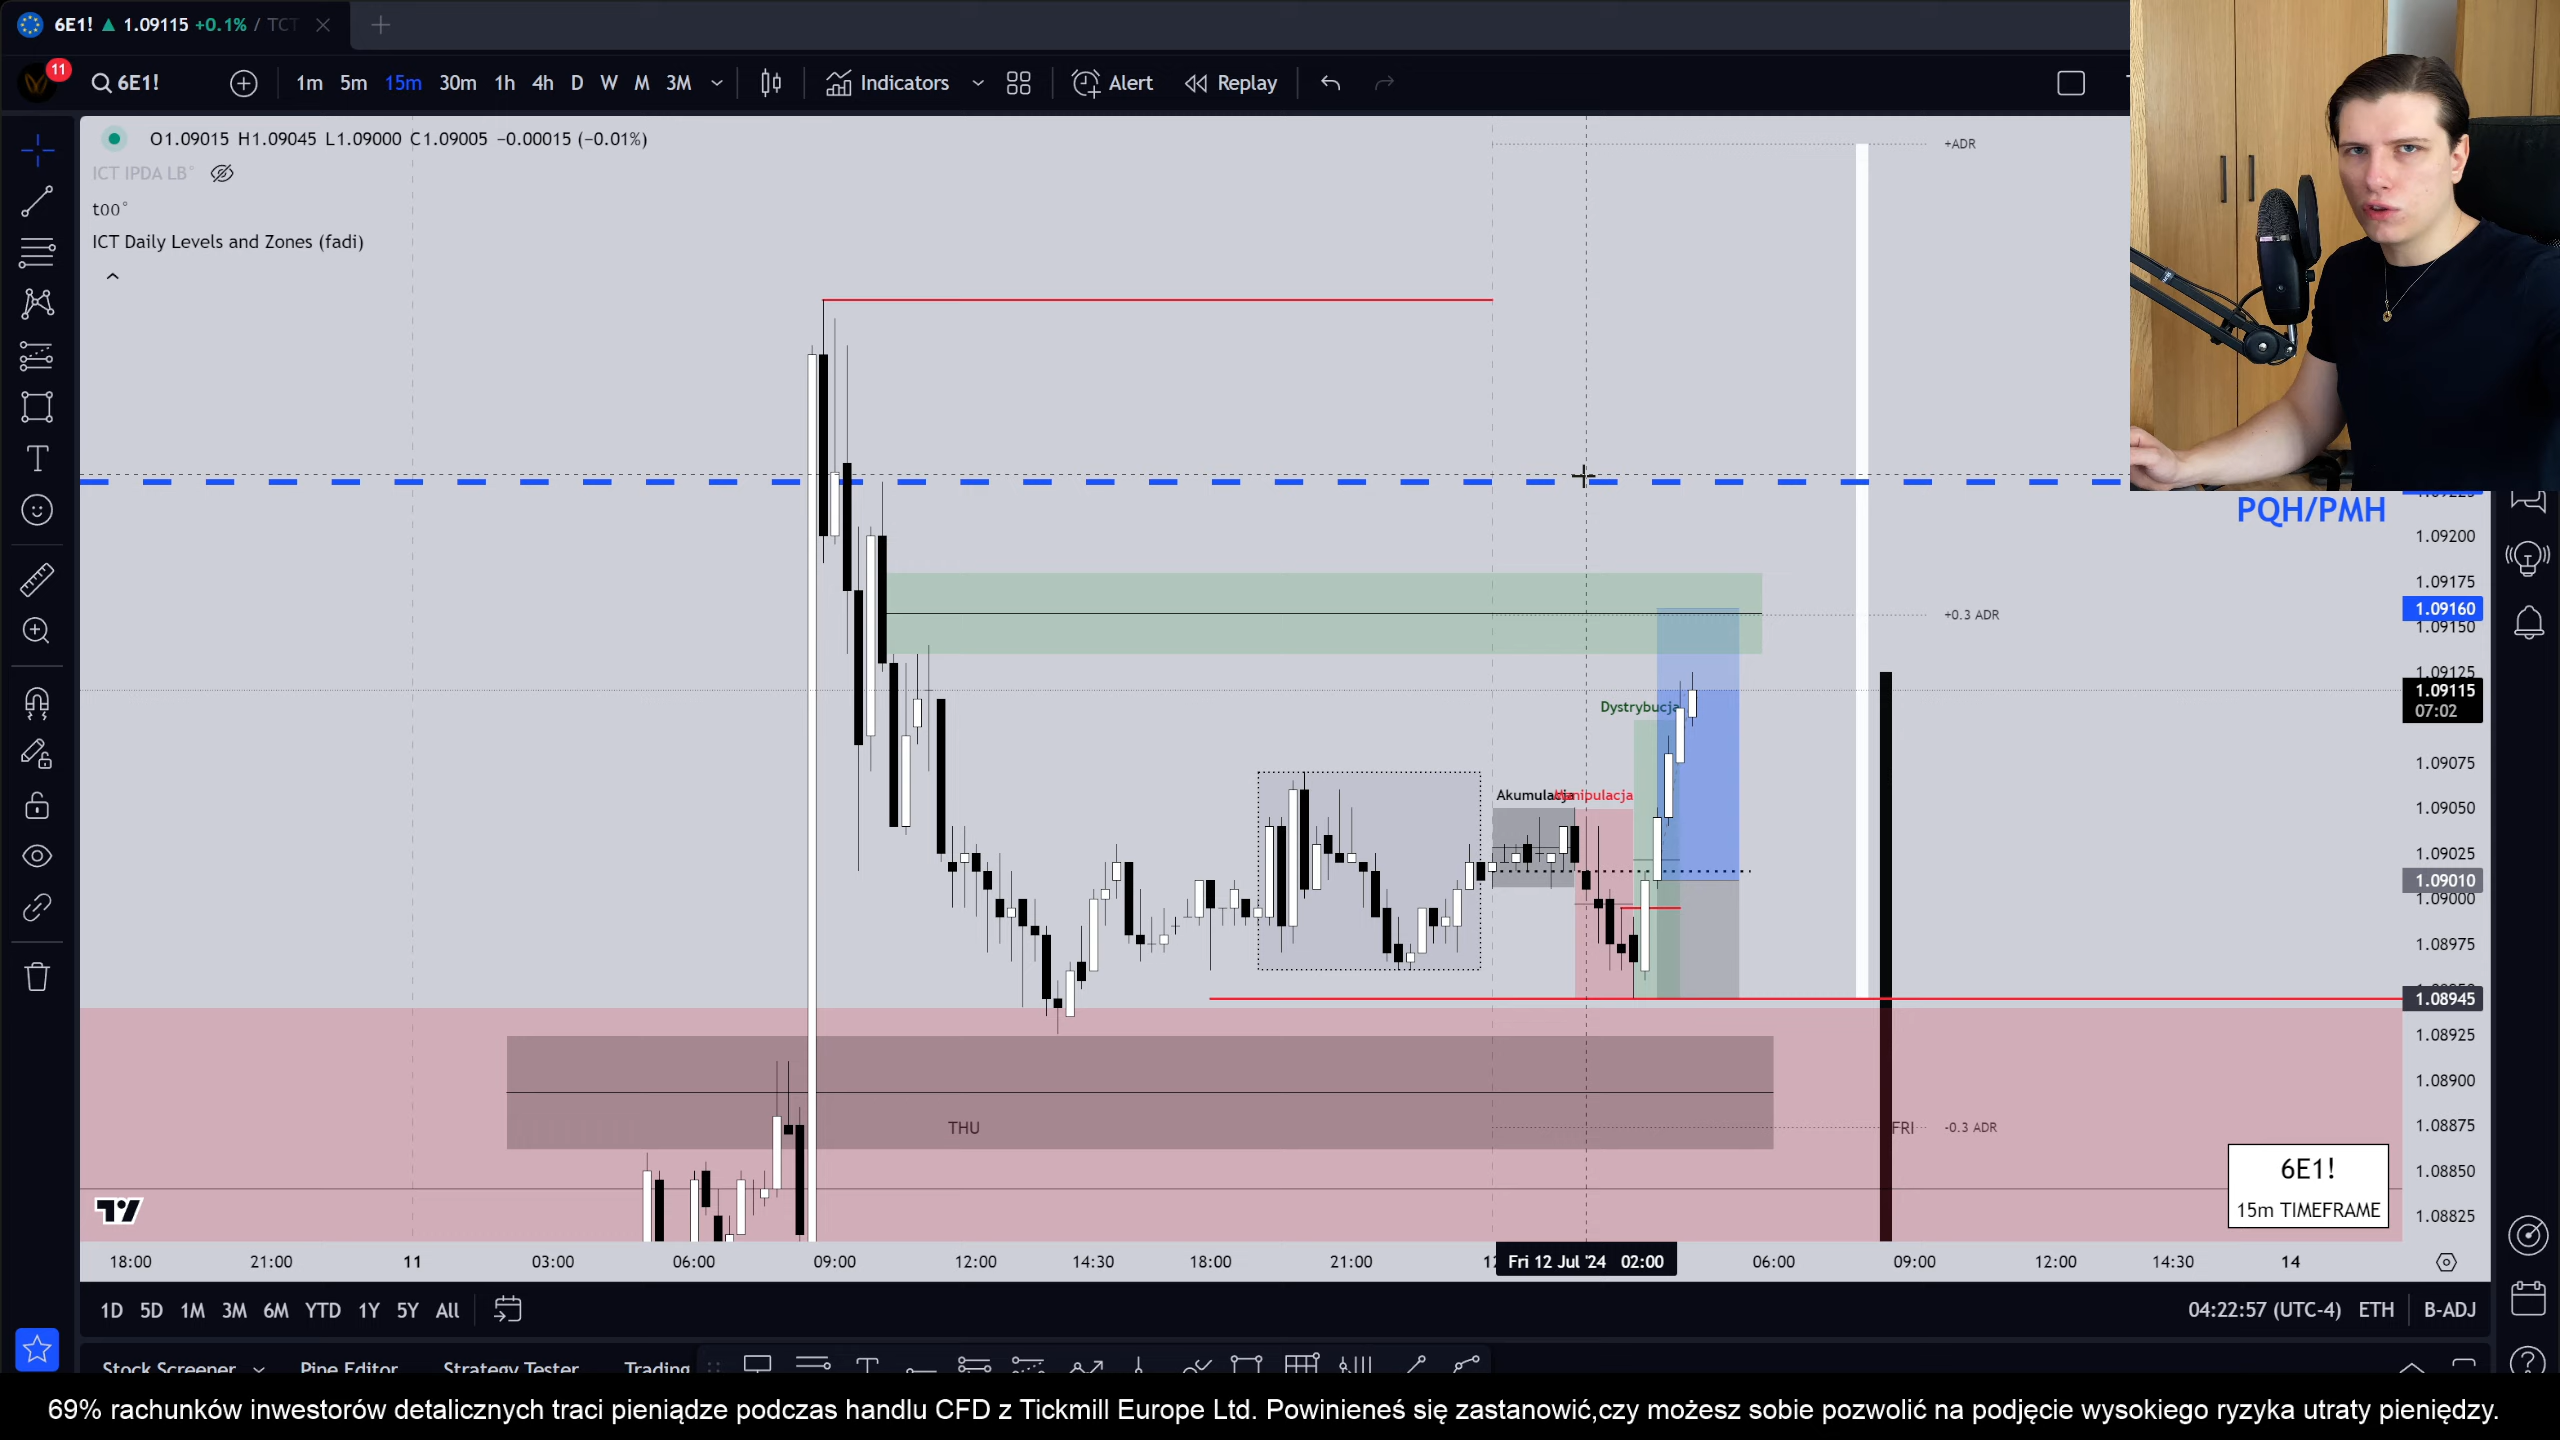 6E1! ▲ 1.09115 +0.1% / TCT
11
6E1!
1m 5m 15m 30m 1h 4h D W M 3M
Indicators
Alert
Replay
O1.09015 H1.09045 L1.09000 C1.09005 −0.00015 (−0.01%)
ICT IPDA LB°
t00°
ICT Daily Levels and Zones (fadi)
+ADR
PQH/PMH
1.09200
1.09175
1.09160
+0.3 ADR
1.09150
1.09125
1.09115
07:02
Dystrybucja
1.09075
Akumulacja
Manipulacja
1.09050
1.09025
1.09010
1.09000
1.08975
1.08945
1.08925
1.08900
THU
FRI
-0.3 ADR
1.08875
6E1!
15m TIMEFRAME
1.08850
1.08825
18:00 21:00 11 03:00 06:00 09:00 12:00 14:30 18:00 21:00 Fri 12 Jul '24 02:00 06:00 09:00 12:00 14:30 14
1D 5D 1M 3M 6M YTD 1Y 5Y All
04:22:57 (UTC-4) ETH B-ADJ
Stock Screener Pine Editor Strategy Tester Trading
69% rachunków inwestorów detalicznych traci pieniądze podczas handlu CFD z Tickmill Europe Ltd. Powinieneś się zastanowić,czy możesz sobie pozwolić na podjęcie wysokiego ryzyka utraty pieniędzy.